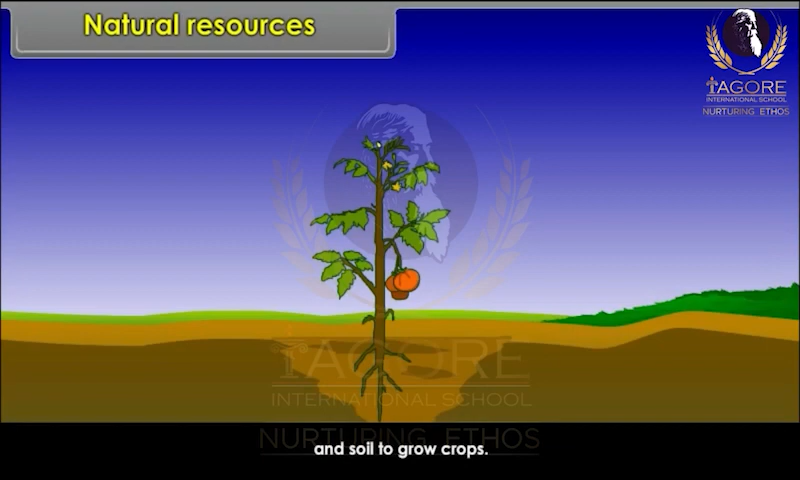 Natural resources
TAGORE
INTERNATIONAL SCHOOL
NURTURING ETHOS
TAGORE
INTERNATIONAL SCHOOL
NURTURING ETHOS
and soil to grow crops.